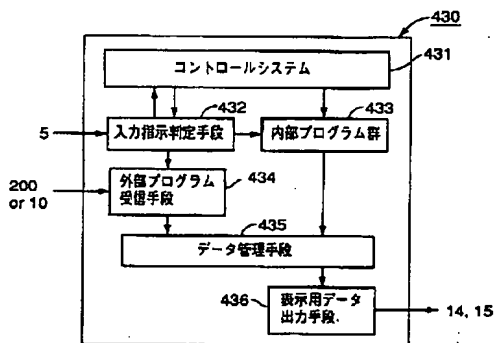 430
431
コントロールシステム
432
433
5
入力指示判定手段
内部プログラム群
200
or 10
外部プログラム
受信手段
434
435
データ管理手段
436
表示用データ
出力手段.
14, 15